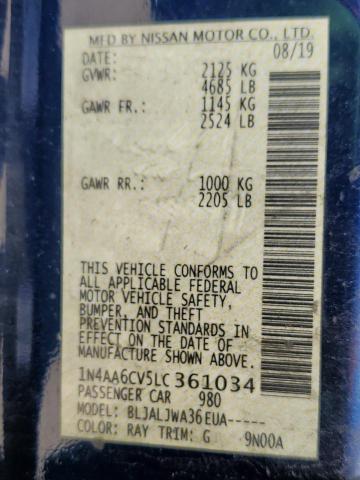 MFD BY NISSAN MOTOR CO., LTD.
DATE: 08/19
GVWR: 2125 KG
4685 LB
GAWR FR.: 1145 KG
2524 LB
GAWR RR.: 1000 KG
2205 LB
THIS VEHICLE CONFORMS TO
ALL APPLICABLE FEDERAL
MOTOR VEHICLE SAFETY,
BUMPER, AND THEFT
PREVENTION STANDARDS IN
EFFECT ON THE DATE OF
MANUFACTURE SHOWN ABOVE.
1N4AA6CV5LC361034
PASSENGER CAR 980
MODEL: BLJALJWA36EUA-----
COLOR: RAY TRIM: G 9N00A